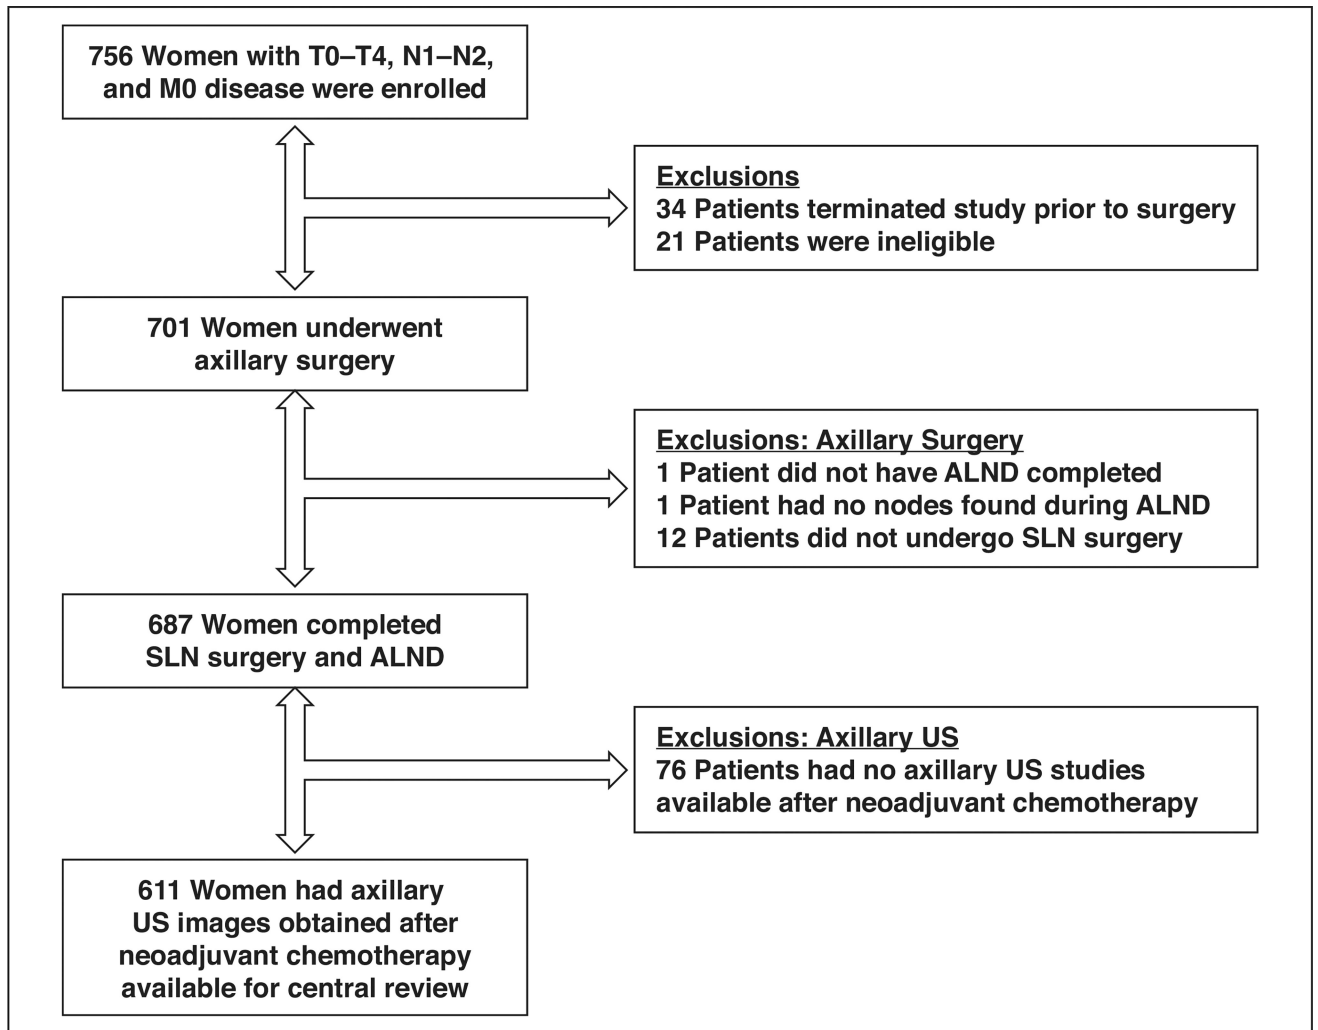 756 Women with T0–T4, N1–N2,
and M0 disease were enrolled
Exclusions
34 Patients terminated study prior to surgery
21 Patients were ineligible
701 Women underwent
axillary surgery
Exclusions: Axillary Surgery
1 Patient did not have ALND completed
1 Patient had no nodes found during ALND
12 Patients did not undergo SLN surgery
687 Women completed
SLN surgery and ALND
Exclusions: Axillary US
76 Patients had no axillary US studies
available after neoadjuvant chemotherapy
611 Women had axillary
US images obtained after
neoadjuvant chemotherapy
available for central review